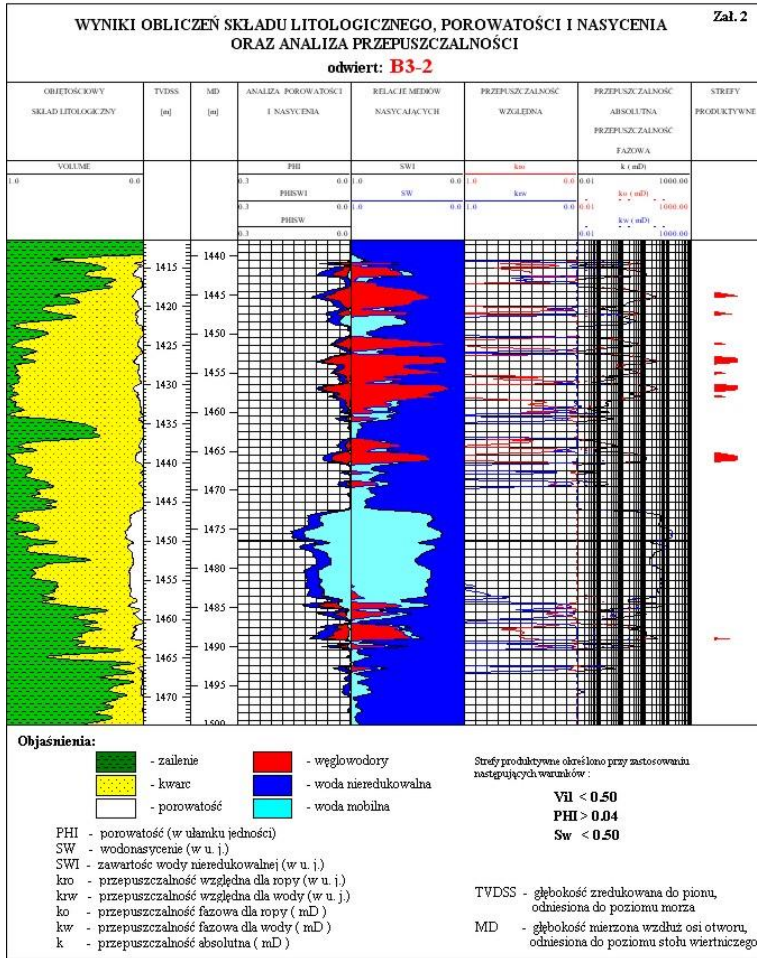 Zał. 2
WYNIKI OBLICZEŃ SKŁADU LITOLOGICZNEGO, POROWATOŚCI I NASYCENIA
ORAZ ANALIZA PRZEPUSZCZALNOŚCI
odwiert: B3-2
OBJĘTOŚCIOWY
SKŁAD LITOLOGICZNY
TVDSS
[m]
MD
[m]
ANALIZA POROWATOŚCI
I NASYCENIA
RELACJE MEDIÓW
NASYCAJĄCYCH
PRZEPUSZCZALNOŚĆ
WZGLĘDNA
PRZEPUSZCZALNOŚĆ
ABSOLUTNA
PRZEPUSZCZALNOŚĆ
FAZOWA
STREFY
PRODUKTYWNE
VOLUME
1.0 0.0
PHI
0.3 0.0
PHISWI
0.3 0.0
PHISW
0.3 0.0
SWI
1.0 0.0
SW
1.0 0.0
kro
1.0 0.0
krw
1.0
k ( mD)
0.01 1000.00
ko ( mD)
0.01 1000.00
kw ( mD)
0.01 1000.00
1415
1420
1425
1430
1435
1440
1445
1450
1455
1460
1465
1470
1440
1445
1450
1455
1460
1465
1470
1475
1480
1485
1490
1495
Objaśnienia:
- zailenie
- kwarc
- porowatość
- węglowodory
- woda nieredukowalna
- woda mobilna
Strefy produktywne określono przy zastosowaniu
następujących warunków :
Vil < 0.50
PHI > 0.04
Sw < 0.50
PHI - porowatość (w ułamku jedności)
SW - wodonasycenie (w u. j.)
SWI - zawartośc wody nieredukowalnej (w u. j.)
kro - przepuszczalność względna dla ropy (w u. j.)
krw - przepuszczalność względna dla wody (w u. j.)
ko - przepuszczalność fazowa dla ropy ( mD )
kw - przepuszczalność fazowa dla wody ( mD )
k - przepuszczalność absolutna ( mD )
TVDSS - głębokość zredukowana do pionu,
odniesiona do poziomu morza
MD - głębokość mierzona wzdłuż osi otworu,
odniesiona do poziomu stołu wiertniczego